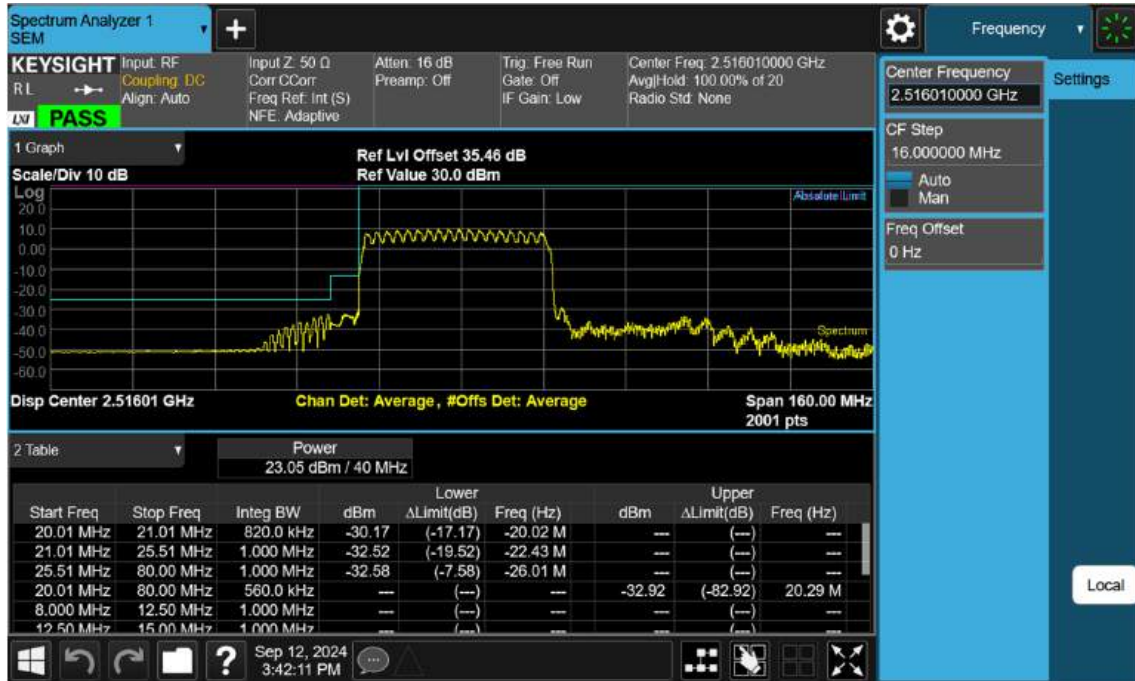 Spectrum Analyzer 1
SEM
+
Frequency
KEYSIGHT
R L
LXI
PASS
Input: RF
Coupling: DC
Align: Auto
Input Z: 50 Ω
Corr CCorr
Freq Ref: Int (S)
NFE: Adaptive
Atten: 16 dB
Preamp: Off
Trig: Free Run
Gate: Off
IF Gain: Low
Center Freq: 2.516010000 GHz
Avg|Hold: 100.00% of 20
Radio Std: None
Center Frequency
2.516010000 GHz
Settings
CF Step
16.000000 MHz
Auto
Man
Freq Offset
0 Hz
1 Graph
Scale/Div 10 dB
Ref Lvl Offset 35.46 dB
Ref Value 30.0 dBm
Log
Absolute Limit
20.0
10.0
0.00
-10.0
-20.0
-30.0
-40.0
Spectrum
-50.0
-60.0
Disp Center 2.51601 GHz
Chan Det: Average, #Offs Det: Average
Span 160.00 MHz
2001 pts
2 Table
Power
23.05 dBm / 40 MHz
Lower Upper
Start Freq Stop Freq Integ BW dBm ΔLimit(dB) Freq (Hz) dBm ΔLimit(dB) Freq (Hz)
20.01 MHz 21.01 MHz 820.0 kHz -30.17 (-17.17) -20.02 M --- (---) ---
21.01 MHz 25.51 MHz 1.000 MHz -32.52 (-19.52) -22.43 M --- (---) ---
25.51 MHz 80.00 MHz 1.000 MHz -32.58 (-7.58) -26.01 M --- (---) ---
20.01 MHz 80.00 MHz 560.0 kHz --- (---) --- -32.92 (-82.92) 20.29 M
8.000 MHz 12.50 MHz 1.000 MHz --- (---) --- --- (---) ---
12.50 MHz 15.00 MHz 1.000 MHz --- (---) --- --- (---) ---
Local
?
Sep 12, 2024
3:42:11 PM